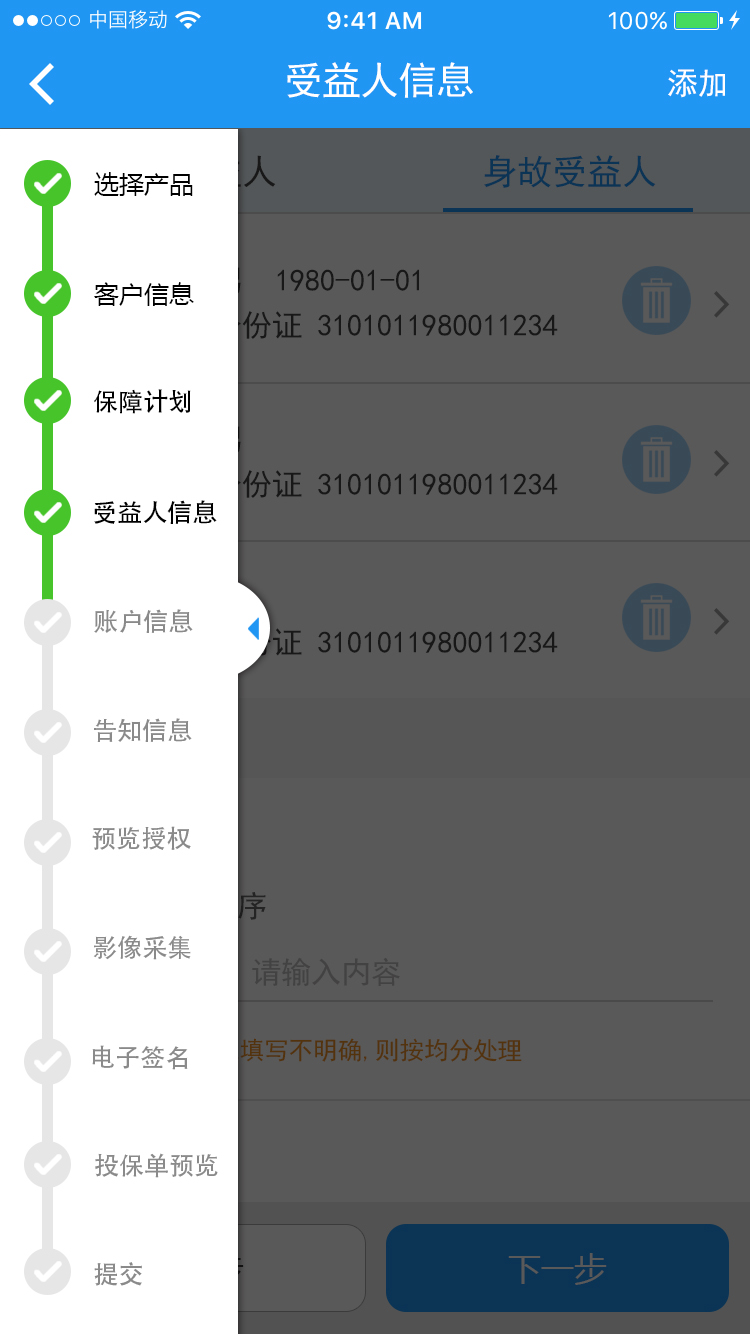 中国移动 9:41 AM 100%
受益人信息
添加
选择产品
客户信息
保障计划
受益人信息
账户信息
告知信息
预览授权
影像采集
电子签名
投保单预览
提交
人
身故受益人
1980-01-01
份证 3101011980011234
份证 3101011980011234
证 3101011980011234
序
请输入内容
填写不明确, 则按均分处理
下一步